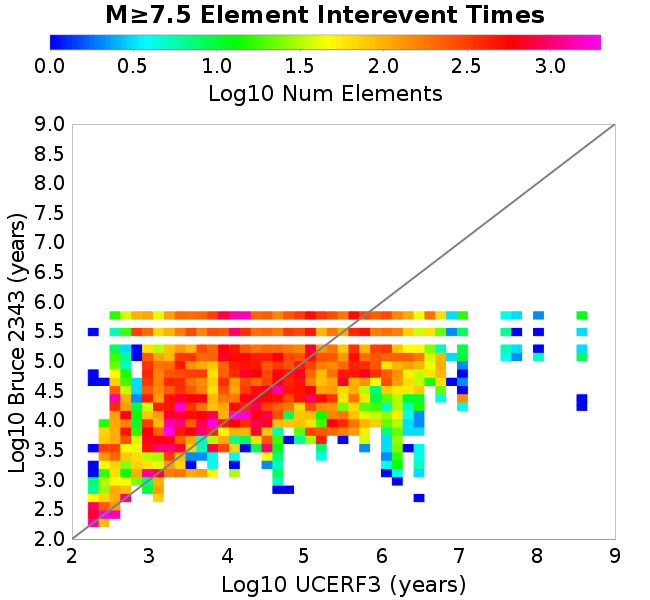 M≥7.5 Element Interevent Times
0.0 0.5 1.0 1.5 2.0 2.5 3.0
Log10 Num Elements
9.0
8.5
8.0
7.5
7.0
6.5
6.0
5.5
5.0
4.5
4.0
3.5
3.0
2.5
2.0
Log10 Bruce 2343 (years)
2 3 4 5 6 7 8 9
Log10 UCERF3 (years)